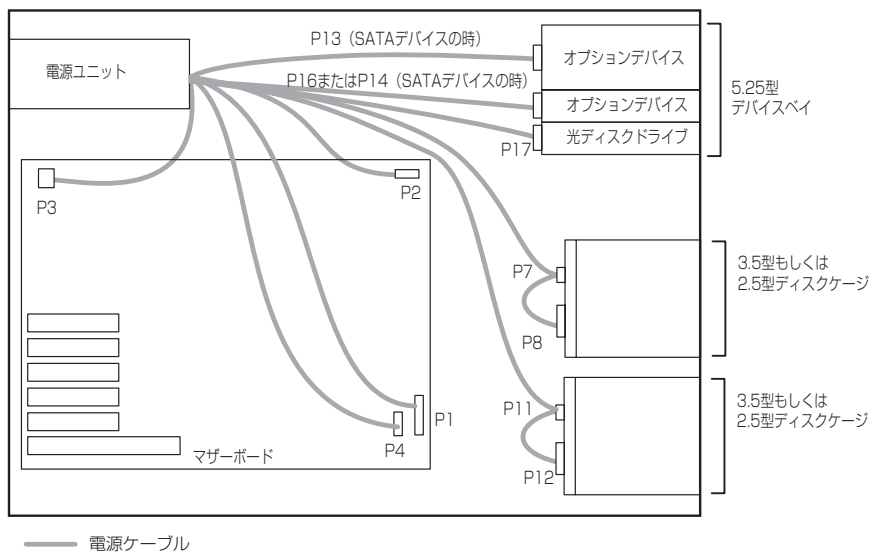 P13（SATAデバイスの時）
電源ユニット
オプションデバイス
P16またはP14（SATAデバイスの時）
5.25型
デバイスベイ
オプションデバイス
光ディスクドライブ
P17
P3
P2
P7
3.5型もしくは
2.5型ディスクケージ
P8
P11
3.5型もしくは
2.5型ディスクケージ
P1
P4
マザーボード
P12
電源ケーブル